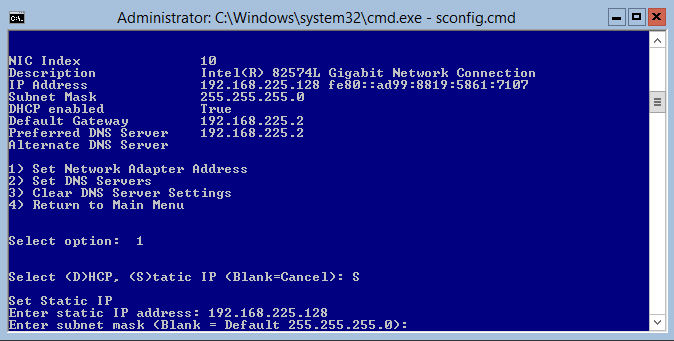 Administrator: C:\Windows\system32\cmd.exe - sconfig.cmd
NIC Index 10
Description Intel(R) 82574L Gigabit Network Connection
IP Address 192.168.225.128 fe80::ad99:8819:5861:7107
Subnet Mask 255.255.255.0
DHCP enabled True
Default Gateway 192.168.225.2
Preferred DNS Server 192.168.225.2
Alternate DNS Server
1) Set Network Adapter Address
2) Set DNS Servers
3) Clear DNS Server Settings
4) Return to Main Menu
Select option: 1
Select (D)HCP, (S)tatic IP (Blank=Cancel): S
Set Static IP
Enter static IP address: 192.168.225.128
Enter subnet mask (Blank = Default 255.255.255.0):